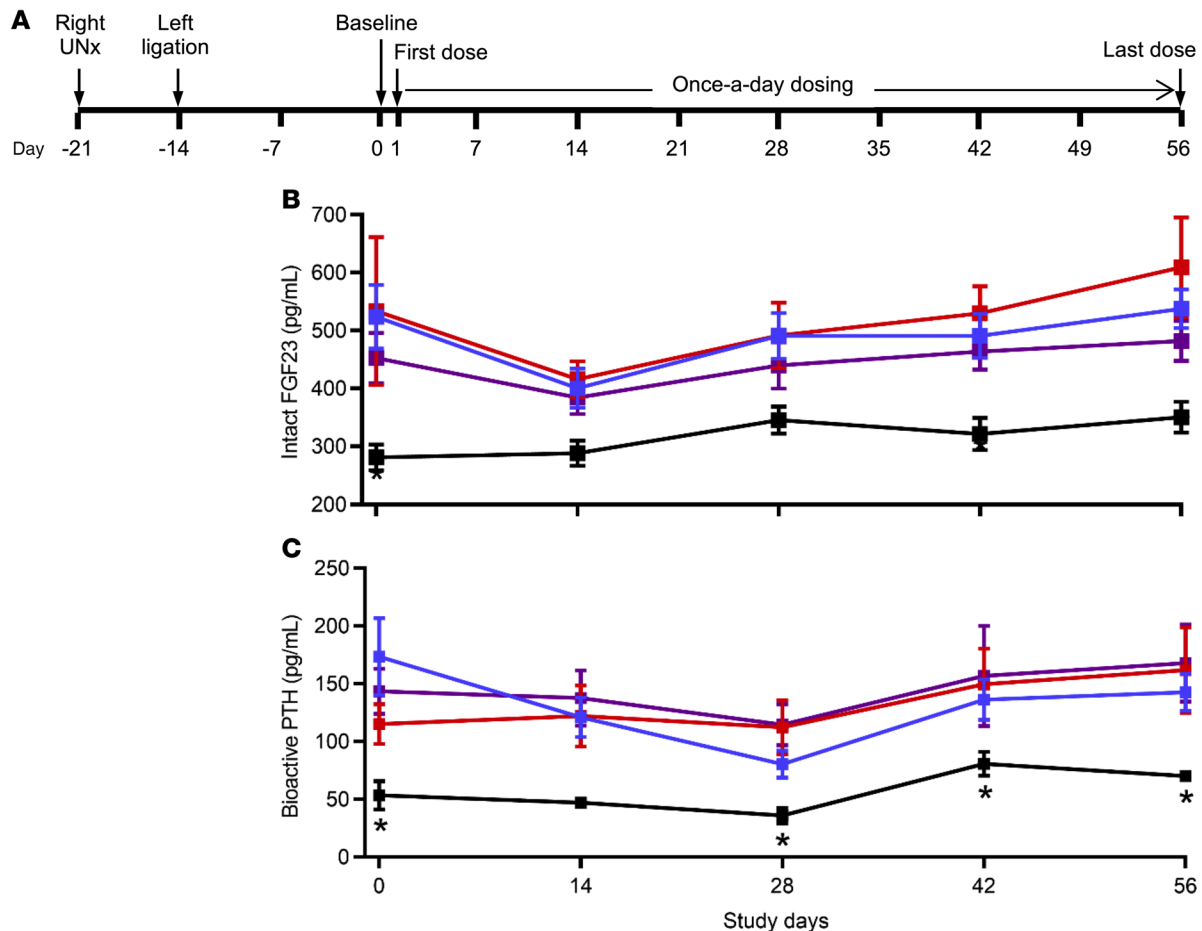 A
Right
UNx
Left
ligation
Baseline
First dose
Last dose
Once-a-day dosing
Day -21 -14 -7 0 1 7 14 21 28 35 42 49 56
B
Intact FGF23 (pg/mL)
700
600
500
400
300
200
*
*
C
Bioactive PTH (pg/mL)
250
200
150
100
50
0
*
*
*
*
0 14 28 42 56
Study days